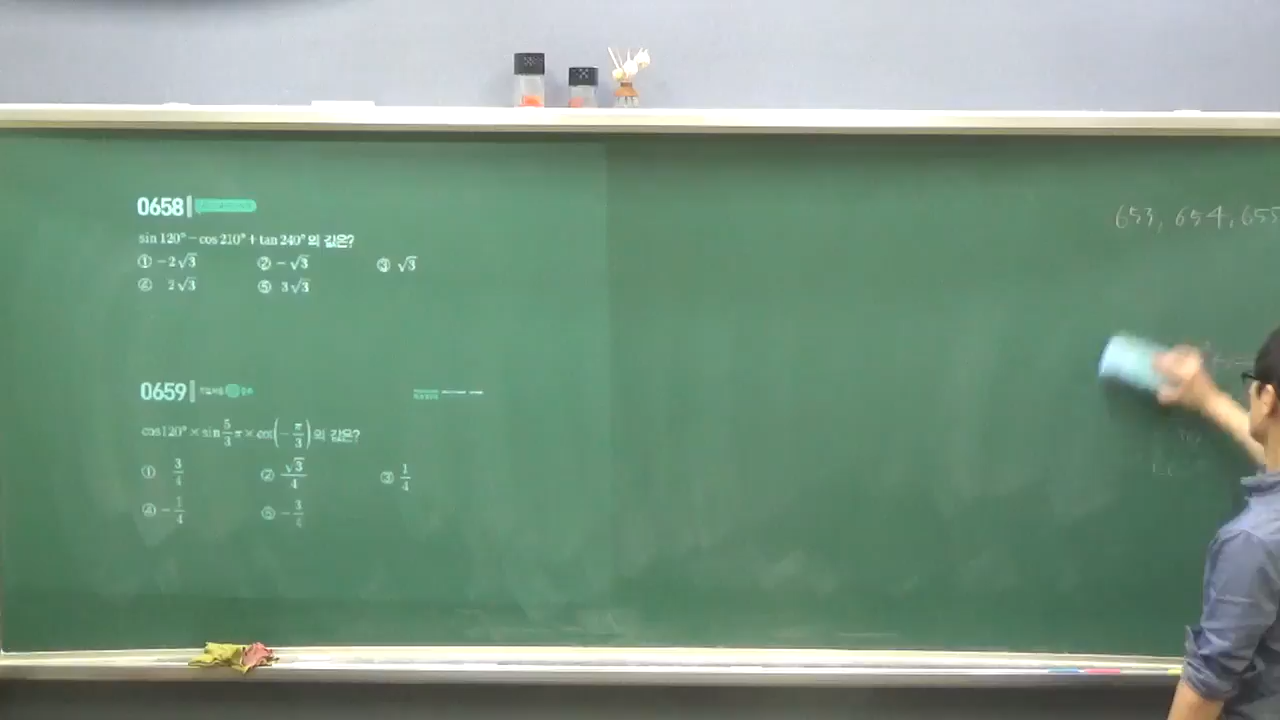 0658
sin 120° - cos 210° + tan 240° 의 값은?
① -2√3 ② -√3 ③ √3
④ 2√3 ⑤ 3√3
0659
cos 120° × sin 5/3 π × cos(-π/3) 의 값은?
① 3/4 ② √3/4 ③ 1/4
④ -1/4 ⑤ -3/4
653, 654, 655